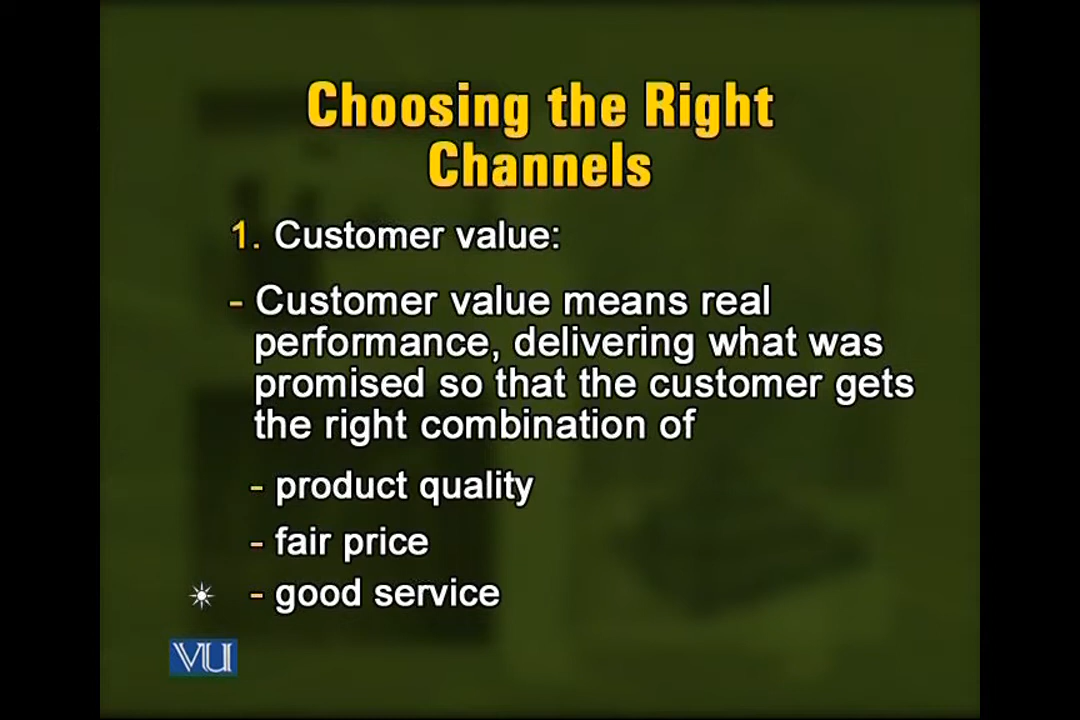 Choosing the Right
Channels
1. Customer value:
- Customer value means real
performance, delivering what was
promised so that the customer gets
the right combination of
- product quality
- fair price
- good service
VU